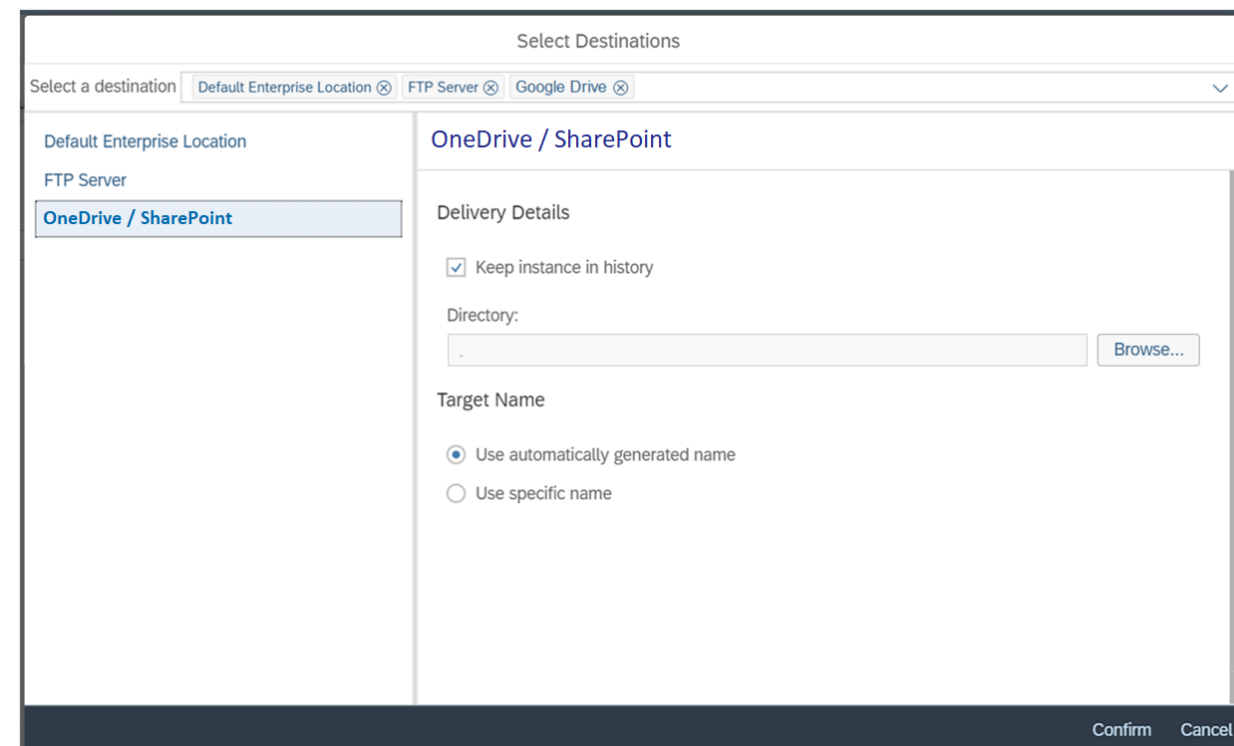 Select Destinations
Select a destination Default Enterprise Location FTP Server Google Drive
Default Enterprise Location
FTP Server
OneDrive / SharePoint
OneDrive / SharePoint
Delivery Details
Keep instance in history
Directory:
. Browse...
Target Name
Use automatically generated name
Use specific name
Confirm Cancel